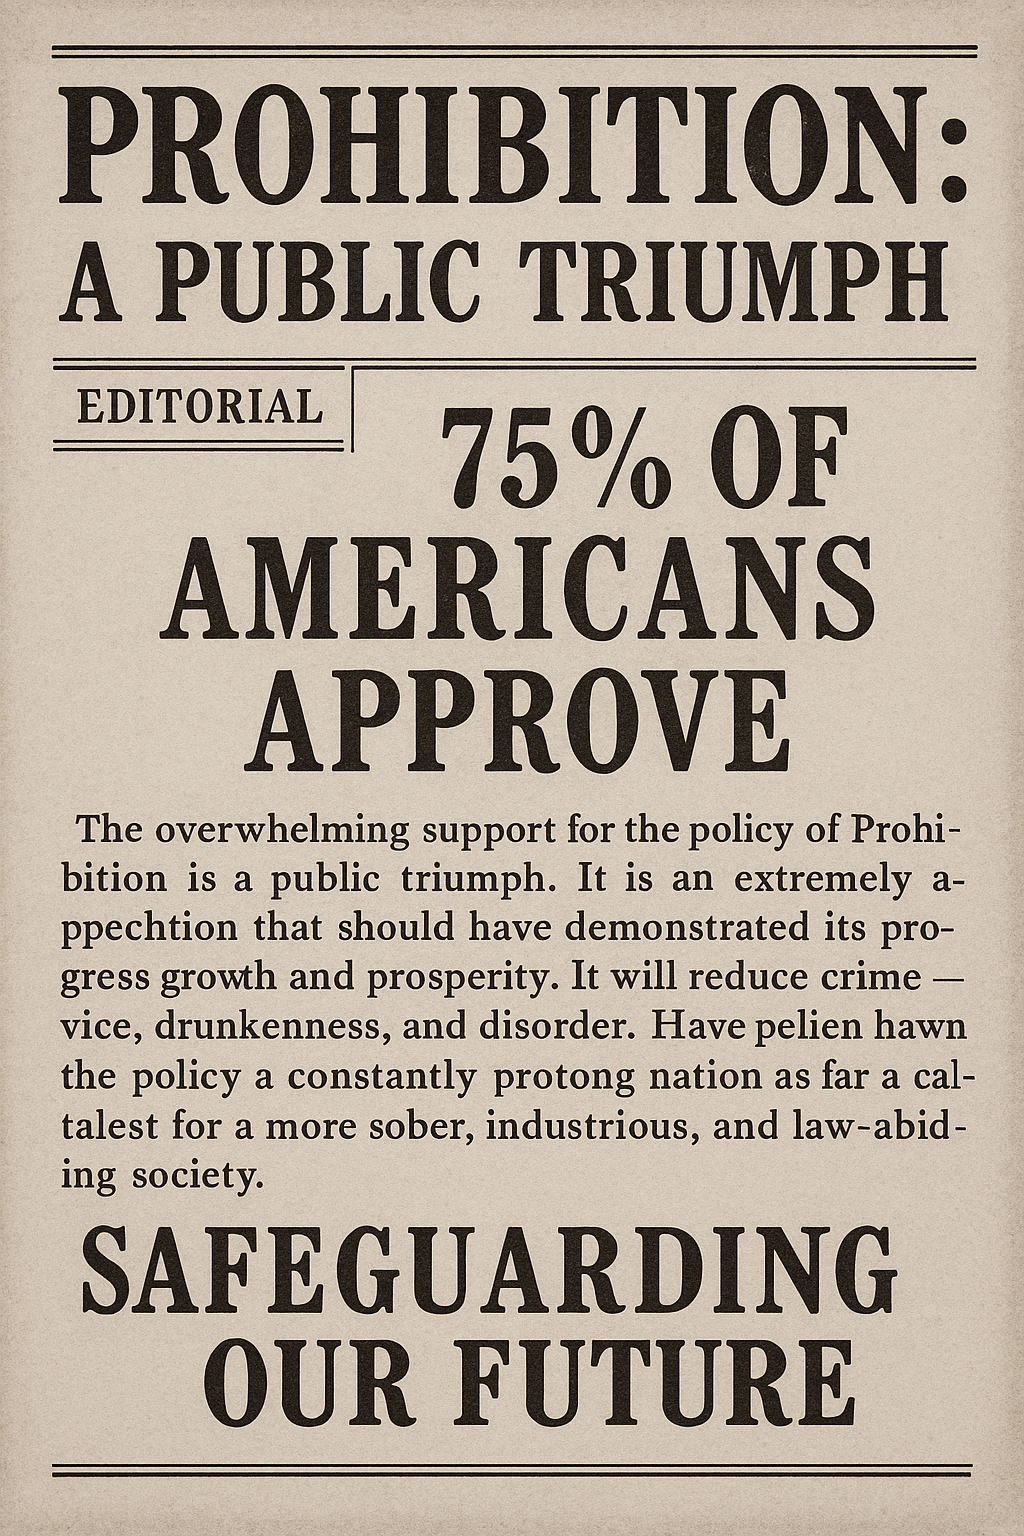 PROHIBITION:
A PUBLIC TRIUMPH
EDITORIAL
75% OF
AMERICANS
APPROVE
The overwhelming support for the policy of Prohi-
bition is a public triumph. It is an extremely a-
ppechtion that should have demonstrated its pro-
gress growth and prosperity. It will reduce crime —
vice, drunkenness, and disorder. Have pelien hawn
the policy a constantly protong nation as far a cal-
talest for a more sober, industrious, and law-abid-
ing society.
SAFEGUARDING
OUR FUTURE